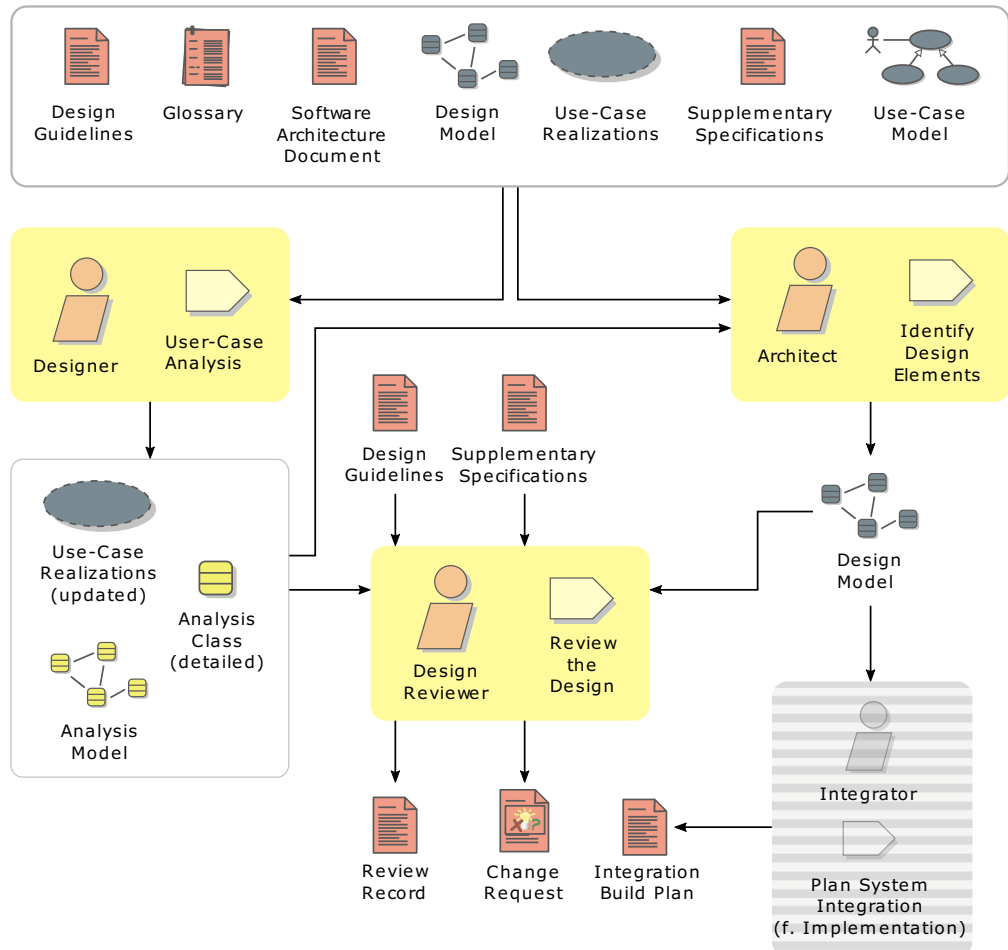 Design
Guidelines
Glossary
Software
Architecture
Document
Design
Model
Use-Case
Realizations
Supplementary
Specifications
Use-Case
Model
Designer
User-Case
Analysis
Architect
Identify
Design
Elements
Design
Guidelines
Supplementary
Specifications
Use-Case
Realizations
(updated)
Analysis
Class
(detailed)
Analysis
Model
Design
Reviewer
Review
the
Design
Design
Model
Integrator
Plan System
Integration
(f. Implementation)
Review
Record
Change
Request
Integration
Build Plan